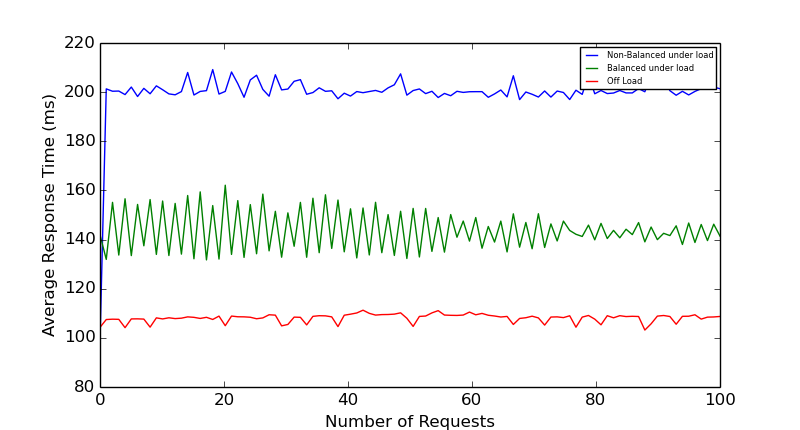 220
200
180
160
140
120
100
80
Average Response Time (ms)
Non-Balanced under load
Balanced under load
Off Load
0
20
40
60
80
100
Number of Requests